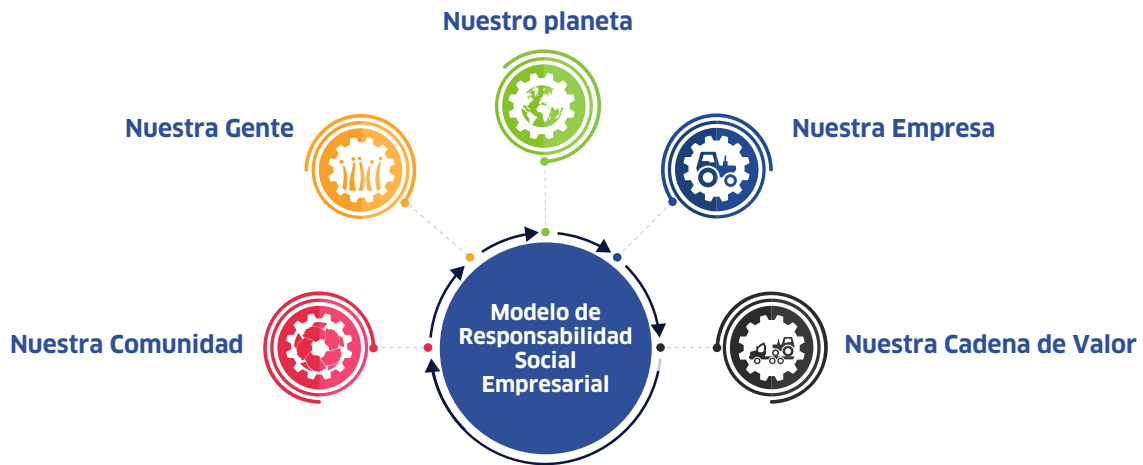 Nuestro planeta
Nuestra Gente
Nuestra Empresa
Nuestra Comunidad
Modelo de
Responsabilidad
Social
Empresarial
Nuestra Cadena de Valor